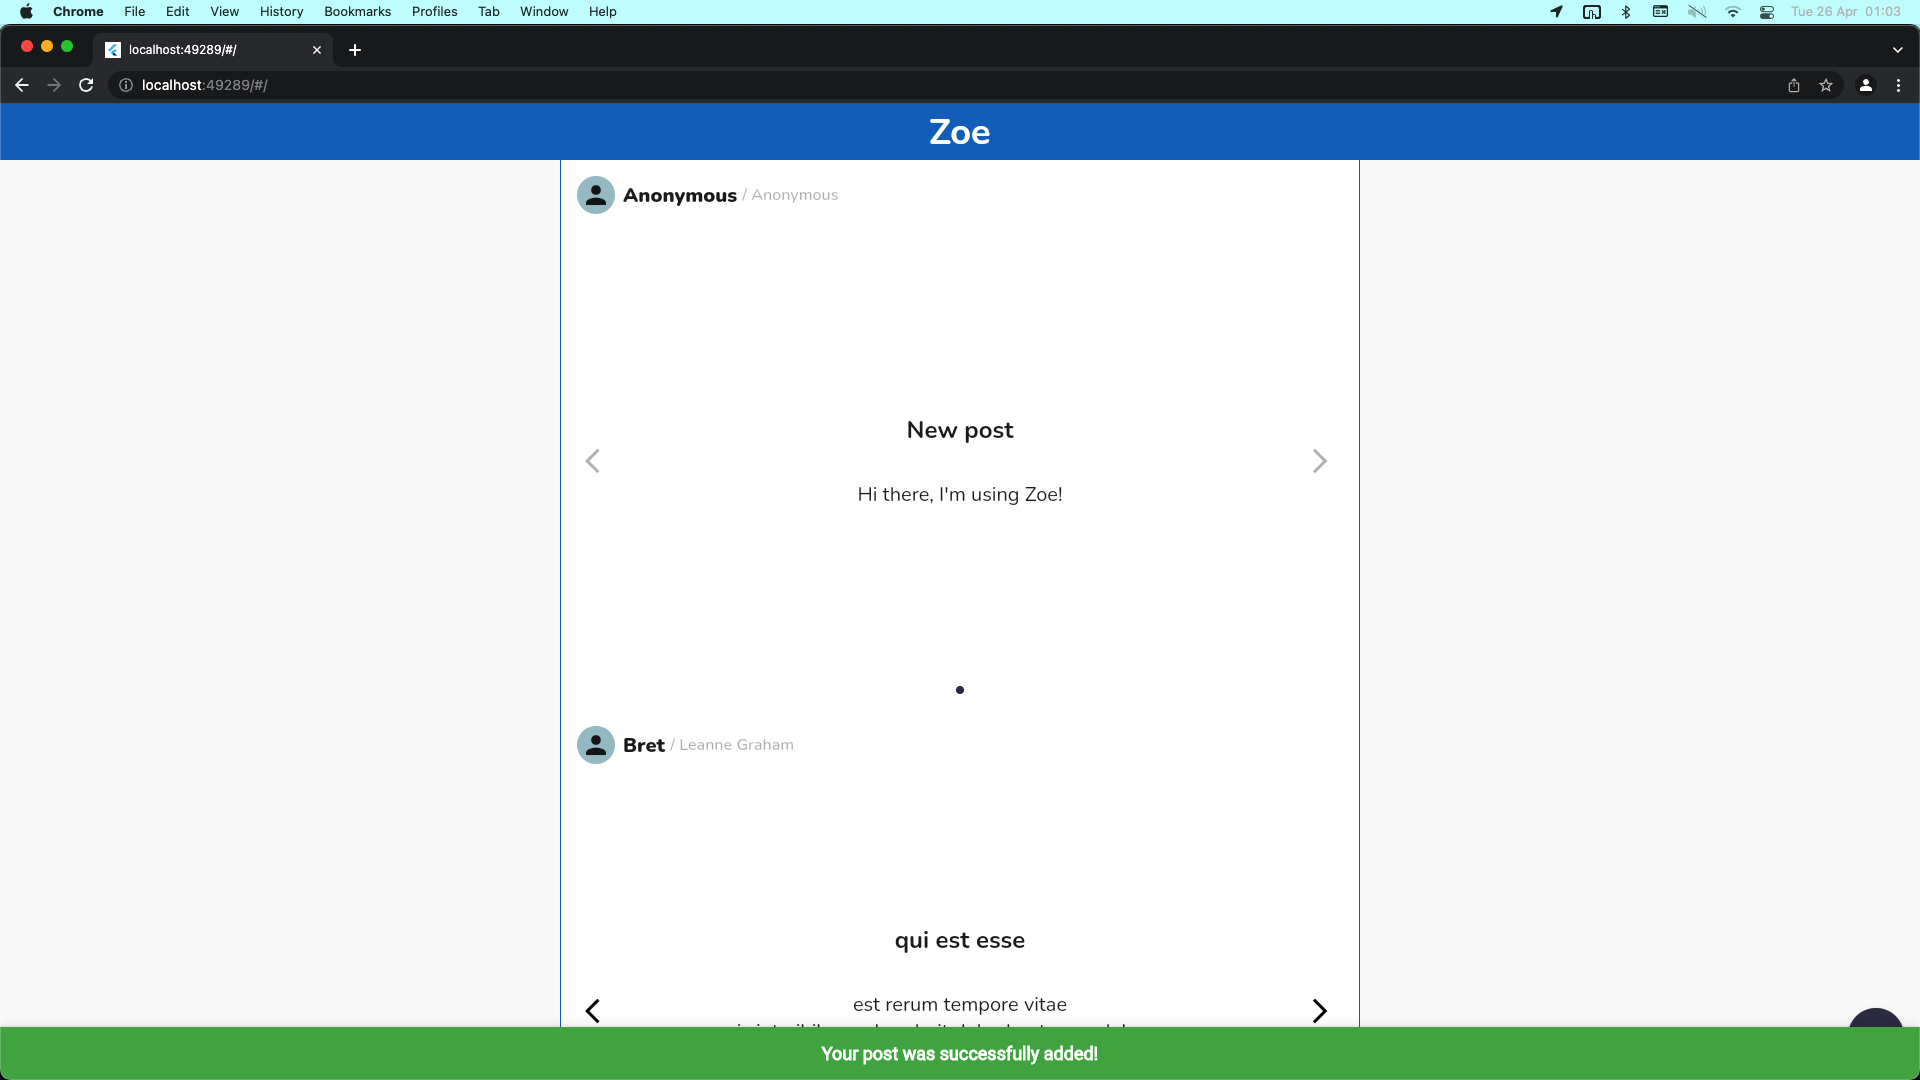 Chrome File Edit View History Bookmarks Profiles Tab Window Help Tue 26 Apr 01:03
localhost:49289/#/
localhost:49289/#/
Zoe
Anonymous / Anonymous
New post
Hi there, I'm using Zoe!
Bret / Leanne Graham
qui est esse
est rerum tempore vitae
Your post was successfully added!